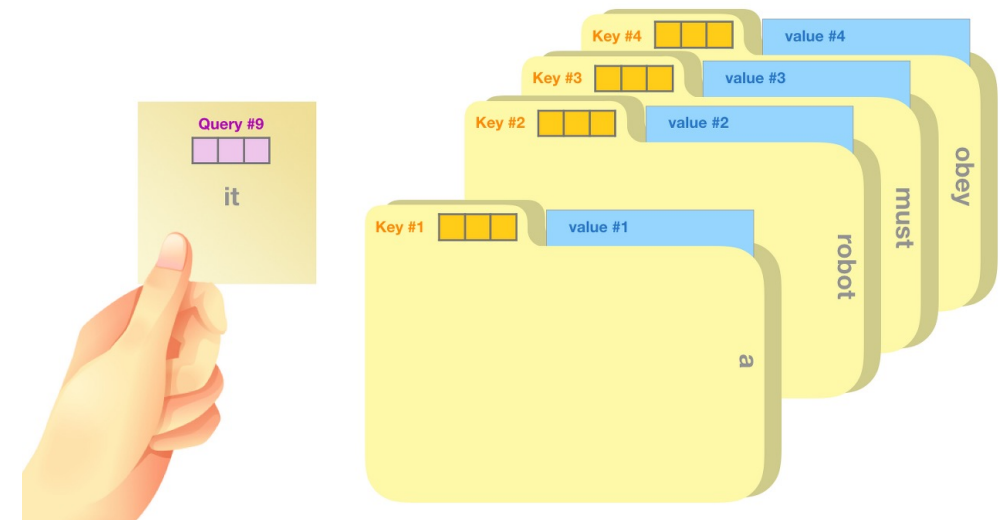 Query #9
it
Key #4
value #4
obey
Key #3
value #3
must
Key #2
value #2
robot
Key #1
value #1
a